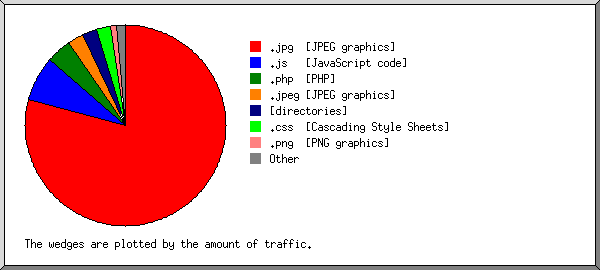 .jpg [JPEG graphics]
.js [JavaScript code]
.php [PHP]
.jpeg [JPEG graphics]
[directories]
.css [Cascading Style Sheets]
.png [PNG graphics]
Other
The wedges are plotted by the amount of traffic.